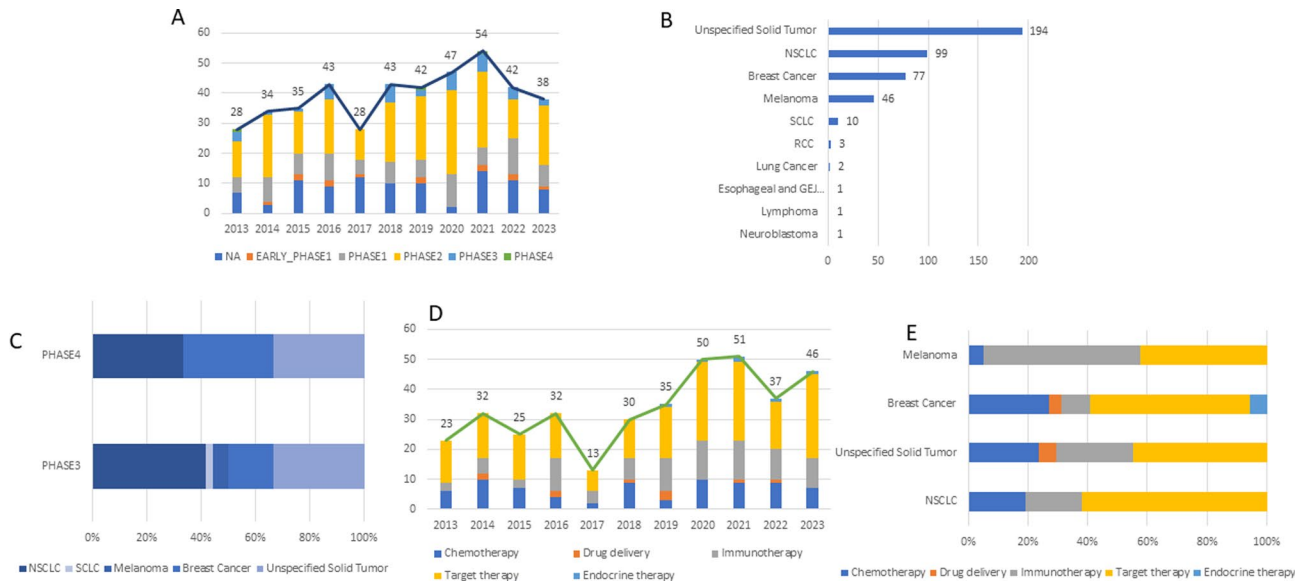 A
60
50
40
30
20
10
0
28
34
35
43
28
43
42
47
54
42
38
2013 2014 2015 2016 2017 2018 2019 2020 2021 2022 2023
NA EARLY_PHASE1 PHASE1 PHASE2 PHASE3 PHASE4
B
Unspecified Solid Tumor 194
NSCLC 99
Breast Cancer 77
Melanoma 46
SCLC 10
RCC 3
Lung Cancer 2
Esophageal and GEJ... 1
Lymphoma 1
Neuroblastoma 1
0 50 100 150 200
C
PHASE4
PHASE3
0% 20% 40% 60% 80% 100%
NSCLC SCLC Melanoma Breast Cancer Unspecified Solid Tumor
D
60
50
40
30
20
10
0
23
32
25
32
13
30
35
50
51
37
46
2013 2014 2015 2016 2017 2018 2019 2020 2021 2022 2023
Chemotherapy Drug delivery Immunotherapy
Target therapy Endocrine therapy
E
Melanoma
Breast Cancer
Unspecified Solid Tumor
NSCLC
0% 20% 40% 60% 80% 100%
Chemotherapy Drug delivery Immunotherapy Target therapy Endocrine therapy